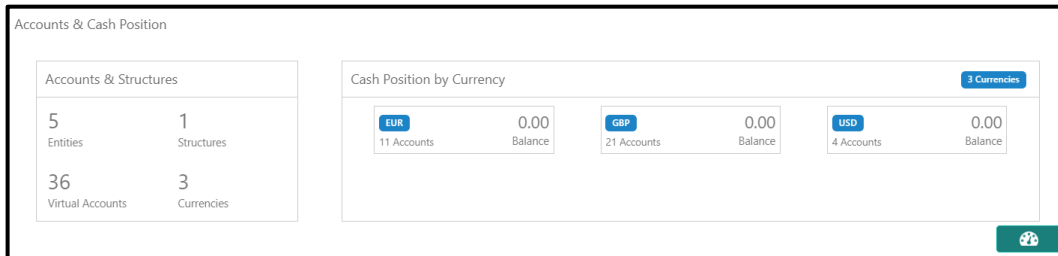 Accounts & Cash Position
Accounts & Structures
5
Entities
1
Structures
36
Virtual Accounts
3
Currencies
Cash Position by Currency
3 Currencies
EUR
11 Accounts
0.00
Balance
GBP
21 Accounts
0.00
Balance
USD
4 Accounts
0.00
Balance